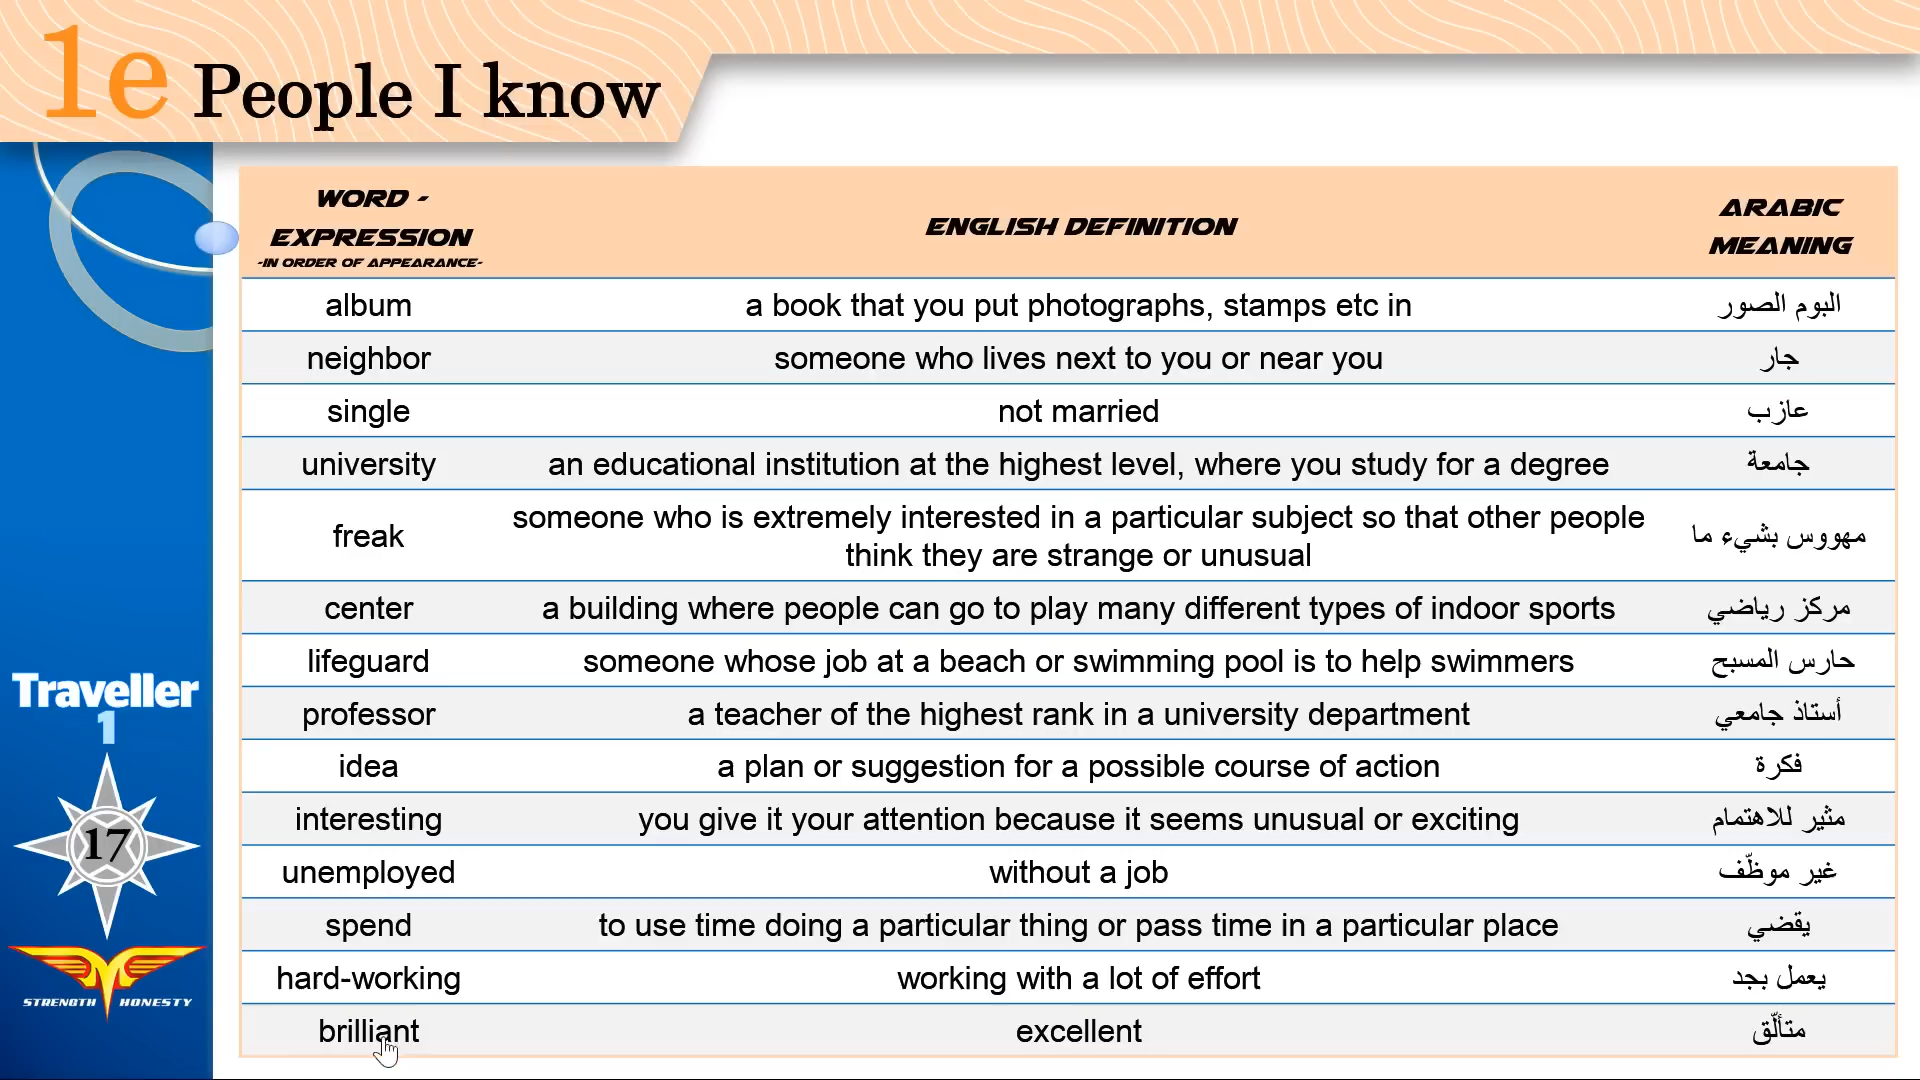 1e People I know
WORD -
EXPRESSION
-IN ORDER OF APPEARANCE-
ENGLISH DEFINITION
ARABIC
MEANING
album
a book that you put photographs, stamps etc in
البوم الصور
neighbor
someone who lives next to you or near you
جار
single
not married
عازب
university
an educational institution at the highest level, where you study for a degree
جامعة
freak
someone who is extremely interested in a particular subject so that other people
think they are strange or unusual
مهووس بشيء ما
center
a building where people can go to play many different types of indoor sports
مركز رياضي
lifeguard
someone whose job at a beach or swimming pool is to help swimmers
حارس المسبح
professor
a teacher of the highest rank in a university department
أستاذ جامعي
idea
a plan or suggestion for a possible course of action
فكرة
interesting
you give it your attention because it seems unusual or exciting
مثير للاهتمام
unemployed
without a job
غير موظّف
spend
to use time doing a particular thing or pass time in a particular place
يقضي
hard-working
working with a lot of effort
يعمل بجد
brilliant
excellent
متألّق
Traveller
1
17
STRENGTH HONESTY